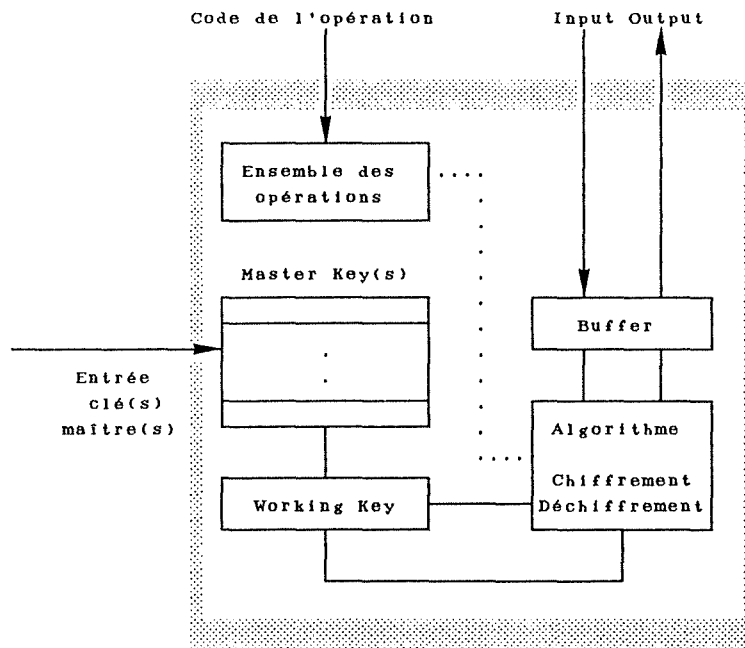 Code de l'opération
Input Output
Ensemble des
opérations
Master Key(s)
Buffer
Entrée
clé(s)
maître(s)
Algorithme
Chiffrement
Déchiffrement
Working Key